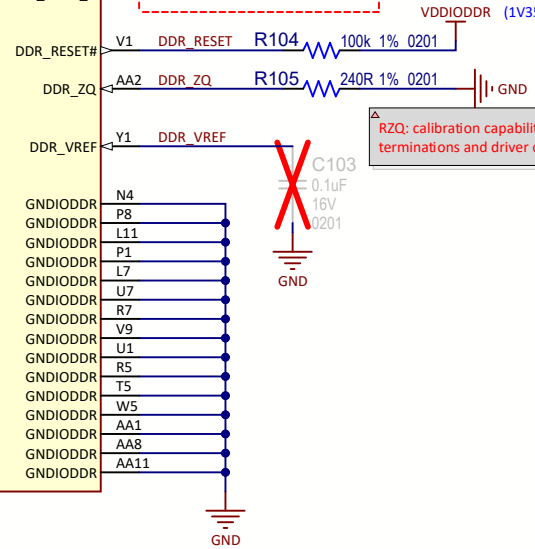 VDDIODDR (1V35
DDR_RESET# V1 DDR_RESET R104 100k 1% 0201
DDR_ZQ AA2 DDR_ZQ R105 240R 1% 0201
GND
RZQ: calibration capabilit
terminations and driver
DDR_VREF Y1 DDR_VREF
C103
0.1uF
16V
0201
GND
GNDIODDR N4
GNDIODDR P8
GNDIODDR L11
GNDIODDR P1
GNDIODDR L7
GNDIODDR U7
GNDIODDR R7
GNDIODDR V9
GNDIODDR U1
GNDIODDR R5
GNDIODDR T5
GNDIODDR W5
GNDIODDR AA1
GNDIODDR AA8
GNDIODDR AA11
GND